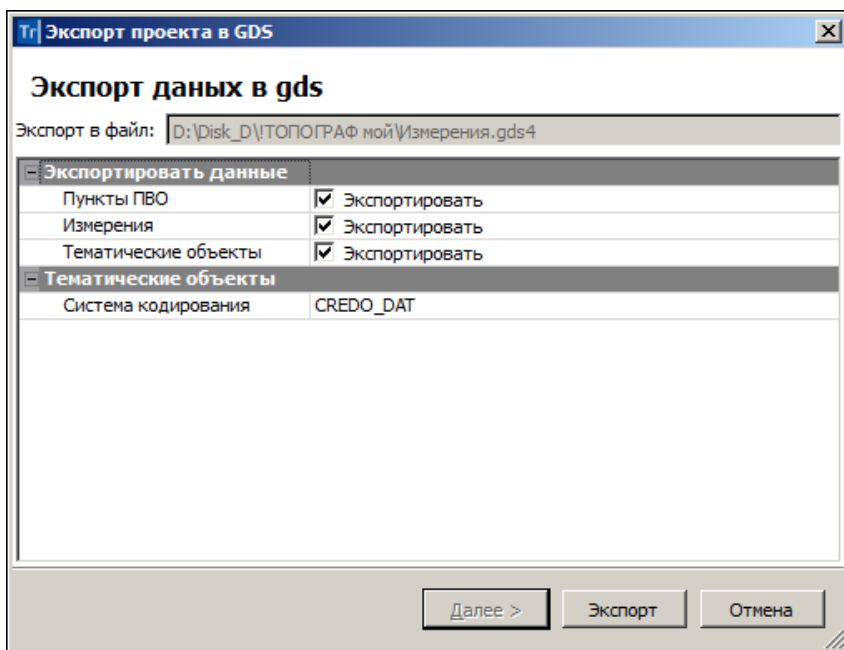 Tr Экспорт проекта в GDS
Экспорт даных в gds
Экспорт в файл: D:\Disk_D\!ТОПОГРАФ мой\Измерения.gds4
Экспортировать данные
Пункты ПВО Экспортировать
Измерения Экспортировать
Тематические объекты Экспортировать
Тематические объекты
Система кодирования CREDO_DAT
Далее > Экспорт Отмена